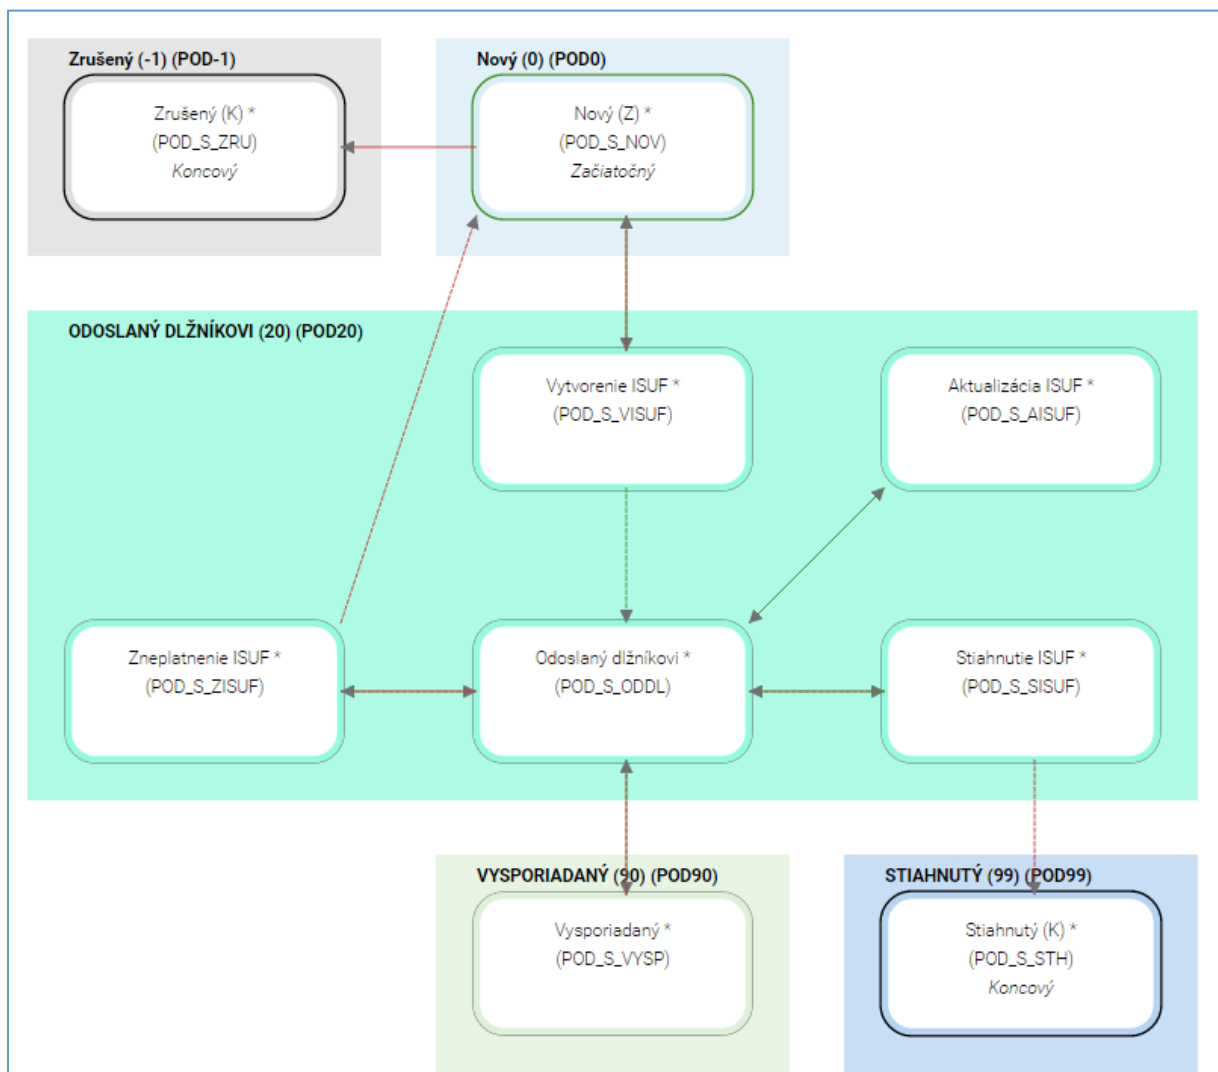 Zrušený (-1) (POD-1)
Zrušený (K) *
(POD_S_ZRU)
Koncový
Nový (0) (POD0)
Nový (Z) *
(POD_S_NOV)
Začiatočný
ODOSLANÝ DLŽNÍKOVI (20) (POD20)
Vytvorenie ISUF *
(POD_S_VISUF)
Aktualizácia ISUF *
(POD_S_AISUF)
Zneplatnenie ISUF *
(POD_S_ZISUF)
Odoslaný dlžníkovi *
(POD_S_ODDL)
Stiahnutie ISUF *
(POD_S_SISUF)
VYSPORIADANÝ (90) (POD90)
Vysporiadaný *
(POD_S_VYSP)
STIAHNUTÝ (99) (POD99)
Stiahnutý (K) *
(POD_S_STH)
Koncový